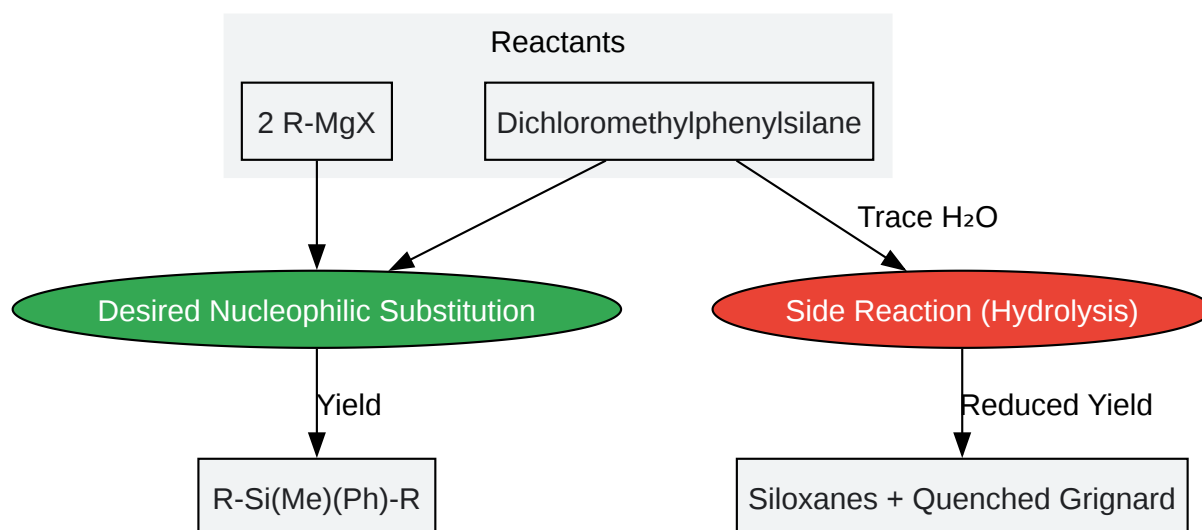 Reactants
2 R-MgX
Dichloromethylphenylsilane
Trace H₂O
Desired Nucleophilic Substitution
Side Reaction (Hydrolysis)
Yield
Reduced Yield
R-Si(Me)(Ph)-R
Siloxanes + Quenched Grignard